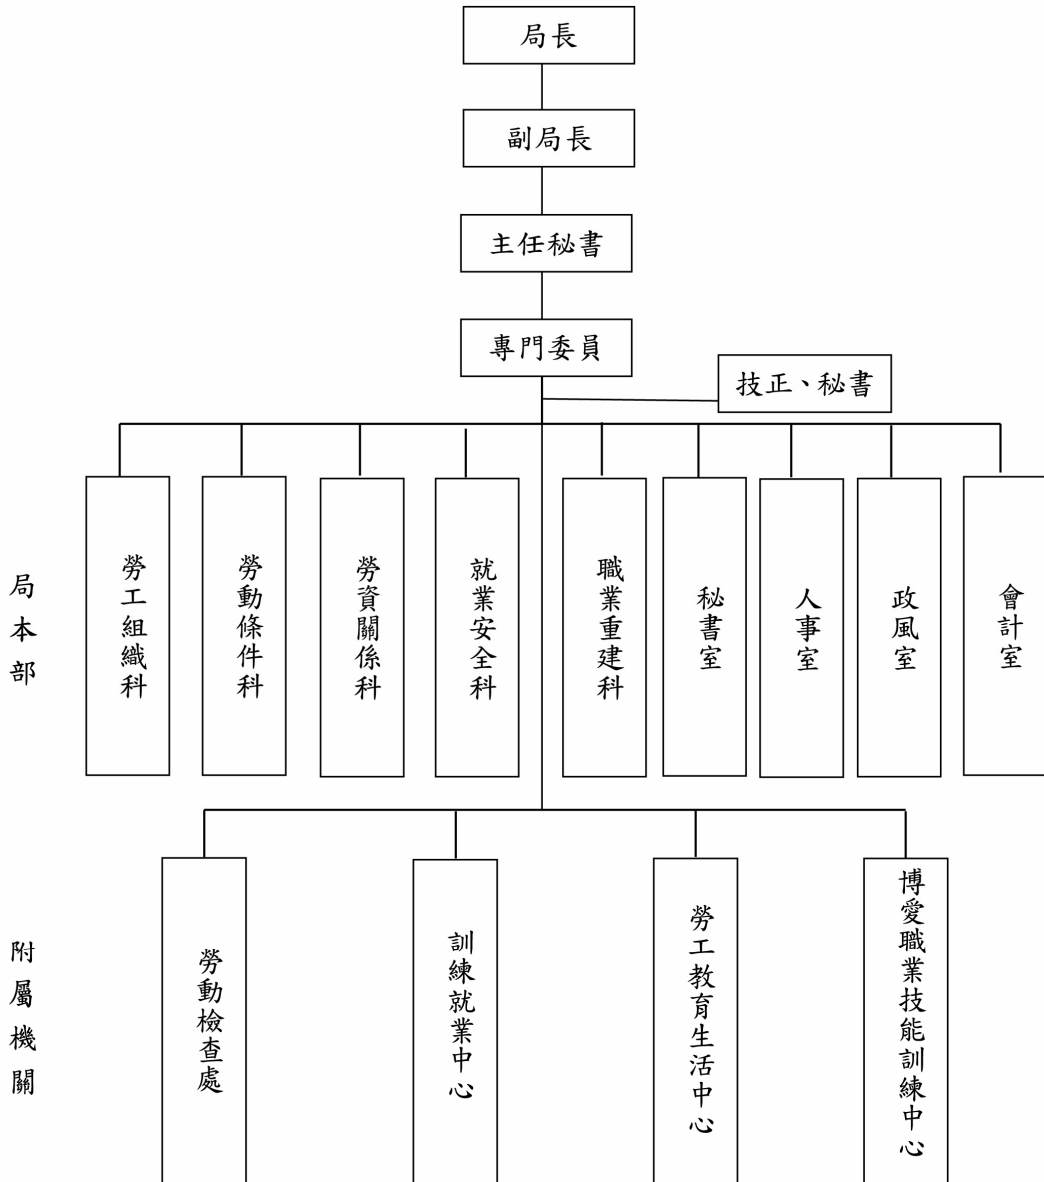 局長
副局長
主任秘書
專門委員
技正、秘書
局本部
勞工組織科
勞動條件科
勞資關係科
就業安全科
職業重建科
秘書室
人事室
政風室
會計室
附屬機關
勞動檢查處
訓練就業中心
勞工教育生活中心
博愛職業技能訓練中心